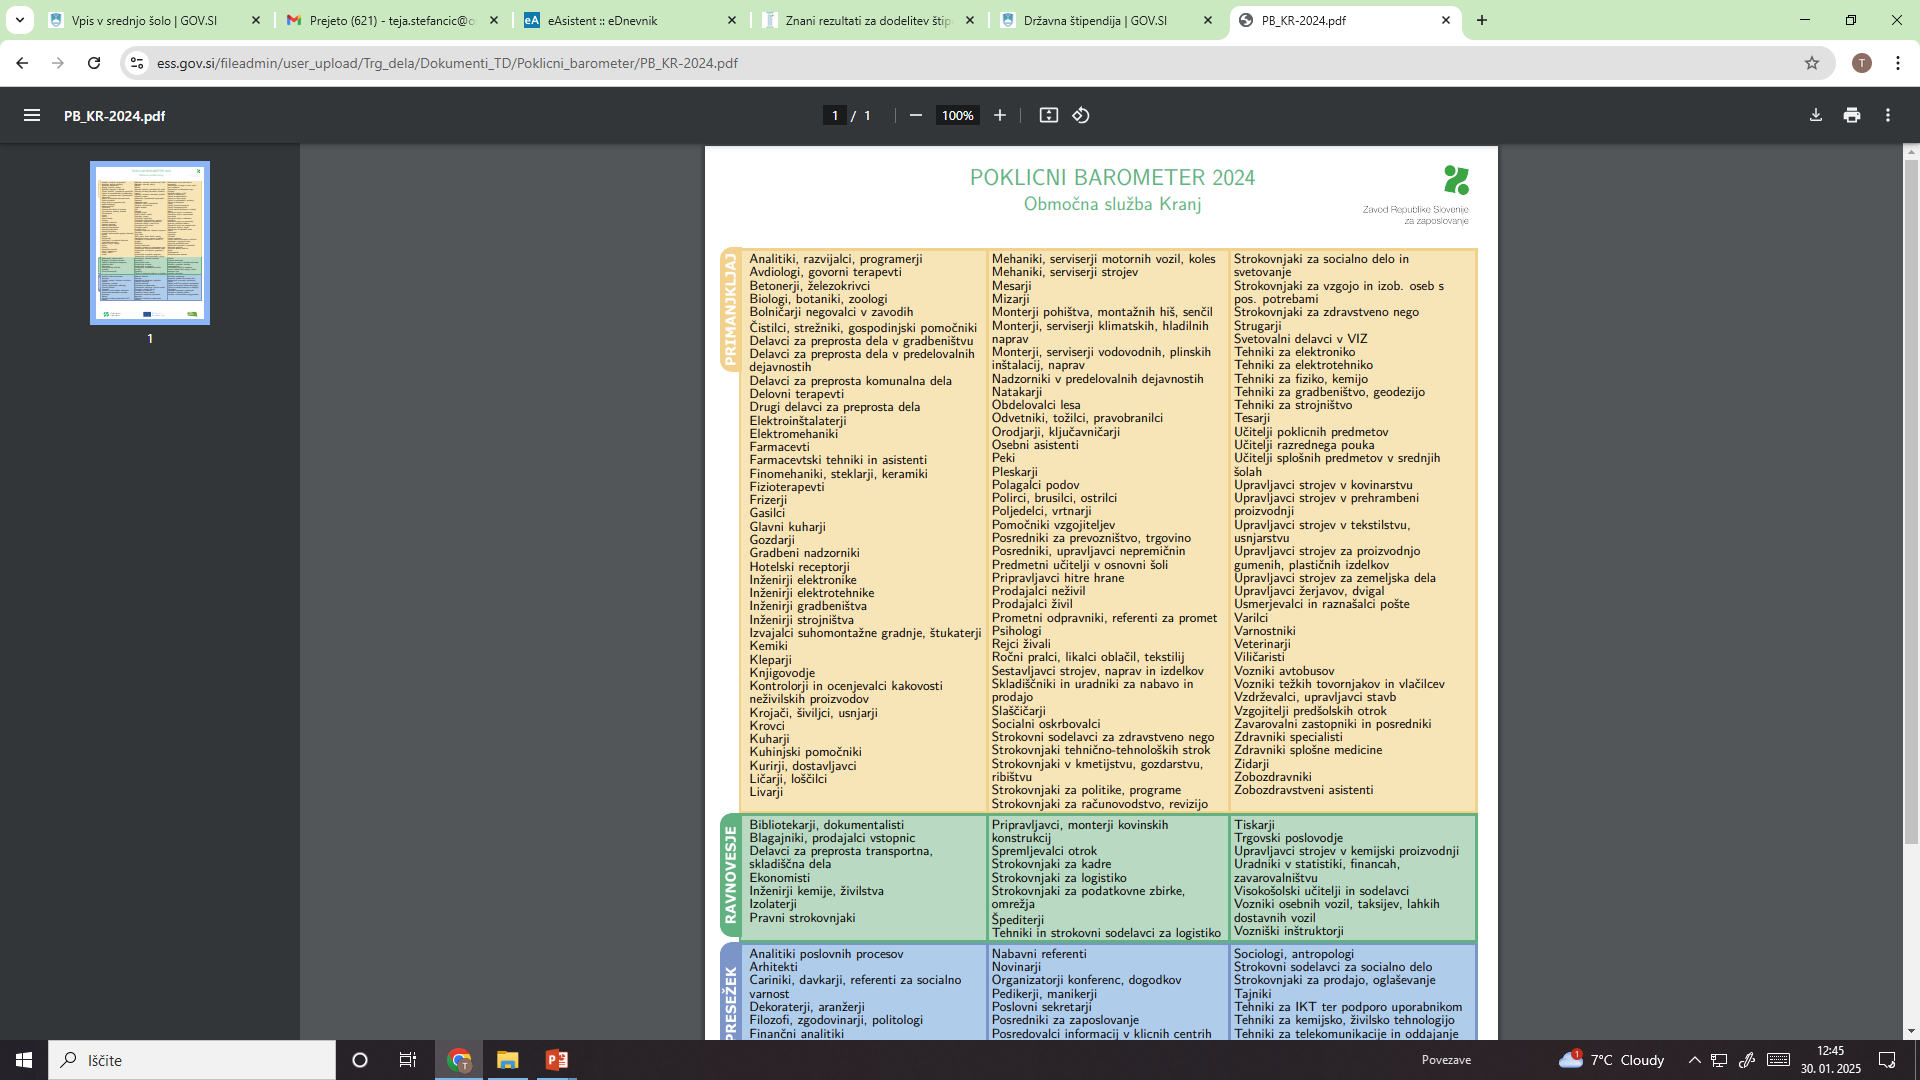 Vpis v srednjo šolo | GOV.SI
Prejeto (621) - teja.stefancic@o
eAsistent :: eDnevnik
Znani rezultati za dodelitev štip
Državna štipendija | GOV.SI
PB_KR-2024.pdf
ess.gov.si/fileadmin/user_upload/Trg_dela/Dokumenti_TD/Poklicni_barometer/PB_KR-2024.pdf
T
PB_KR-2024.pdf
1 / 1
100%
1
POKLICNI BAROMETER 2024
Območna služba Kranj
Zavod Republike Slovenije
za zaposlovanje
PRIMANJKLJAJ
Analitiki, razvijalci, programerji
Avdiologi, govorni terapevti
Betonerji, železokrivci
Biologi, botaniki, zoologi
Bolničarji negovalci v zavodih
Čistilci, strežniki, gospodinjski pomočniki
Delavci za preprosta dela v gradbeništvu
Delavci za preprosta dela v predelovalnih
dejavnostih
Delavci za preprosta komunalna dela
Delovni terapevti
Drugi delavci za preprosta dela
Elektroinštalaterji
Elektromehaniki
Farmacevti
Farmacevtski tehniki in asistenti
Finomehaniki, steklarji, keramiki
Fizioterapevti
Frizerji
Gasilci
Glavni kuharji
Gozdarji
Gradbeni nadzorniki
Hotelski receptorji
Inženirji elektronike
Inženirji elektrotehnike
Inženirji gradbeništva
Inženirji strojništva
Izvajalci suhomontažne gradnje, štukaterji
Kemiki
Kleparji
Knjigovodje
Kontrolorji in ocenjevalci kakovosti
neživilskih proizvodov
Krojači, šiviljci, usnjarji
Krovci
Kuharji
Kuhinjski pomočniki
Kurirji, dostavljavci
Ličarji, loščilci
Livarji
Mehaniki, serviserji motornih vozil, koles
Mehaniki, serviserji strojev
Mesarji
Mizarji
Monterji pohištva, montažnih hiš, senčil
Monterji, serviserji klimatskih, hladilnih
naprav
Monterji, serviserji vodovodnih, plinskih
inštalacij, naprav
Nadzorniki v predelovalnih dejavnostih
Natakarji
Obdelovalci lesa
Odvetniki, tožilci, pravobranilci
Orodjarji, ključavničarji
Osebni asistenti
Peki
Pleskarji
Polagalci podov
Polirci, brusilci, ostrilci
Poljedelci, vrtnarji
Pomočniki vzgojiteljev
Posredniki za prevozništvo, trgovino
Posredniki, upravljavci nepremičnin
Predmetni učitelji v osnovni šoli
Pripravljavci hitre hrane
Prodajalci neživil
Prodajalci živil
Prometni odpravniki, referenti za promet
Psihologi
Rejci živali
Ročni pralci, likalci oblačil, tekstilij
Sestavljavci strojev, naprav in izdelkov
Skladiščniki in uradniki za nabavo in
prodajo
Slaščičarji
Socialni oskrbovalci
Strokovni sodelavci za zdravstveno nego
Strokovnjaki tehnično-tehnoloških strok
Strokovnjaki v kmetijstvu, gozdarstvu,
ribištvu
Strokovnjaki za politike, programe
Strokovnjaki za računovodstvo, revizijo
Strokovnjaki za socialno delo in
svetovanje
Strokovnjaki za vzgojo in izob. oseb s
pos. potrebami
Strokovnjaki za zdravstveno nego
Strugarji
Svetovalni delavci v VIZ
Tehniki za elektroniko
Tehniki za elektrotehniko
Tehniki za fiziko, kemijo
Tehniki za gradbeništvo, geodezijo
Tehniki za strojništvo
Tesarji
Učitelji poklicnih predmetov
Učitelji razrednega pouka
Učitelji splošnih predmetov v srednjih
šolah
Upravljavci strojev v kovinarstvu
Upravljavci strojev v prehrambeni
proizvodnji
Upravljavci strojev v tekstilstvu,
usnjarstvu
Upravljavci strojev za proizvodnjo
gumenih, plastičnih izdelkov
Upravljavci strojev za zemeljska dela
Upravljavci žerjavov, dvigal
Usmerjevalci in raznašalci pošte
Varilci
Varnostniki
Veterinarji
Viličaristi
Vozniki avtobusov
Vozniki težkih tovornjakov in vlačilcev
Vzdrževalci, upravljavci stavb
Vzgojitelji predšolskih otrok
Zavarovalni zastopniki in posredniki
Zdravniki specialisti
Zdravniki splošne medicine
Zidarji
Zobozdravniki
Zobozdravstveni asistenti
RAVNOVESJE
Bibliotekarji, dokumentalisti
Blagajniki, prodajalci vstopnic
Delavci za preprosta transportna,
skladiščna dela
Ekonomisti
Inženirji kemije, živilstva
Izolaterji
Pravni strokovnjaki
Pripravljavci, monterji kovinskih
konstrukcij
Spremljevalci otrok
Strokovnjaki za kadre
Strokovnjaki za logistiko
Strokovnjaki za podatkovne zbirke,
omrežja
Špediterji
Tehniki in strokovni sodelavci za logistiko
Tiskarji
Trgovski poslovodje
Upravljavci strojev v kemijski proizvodnji
Uradniki v statistiki, financah,
zavarovalništvu
Visokošolski učitelji in sodelavci
Vozniki osebnih vozil, taksijev, lahkih
dostavnih vozil
Vozniški inštruktorji
PRESEŽEK
Analitiki poslovnih procesov
Arhitekti
Cariniki, davkarji, referenti za socialno
varnost
Dekoraterji, aranžerji
Filozofi, zgodovinarji, politologi
Finančni analitiki
Nabavni referenti
Novinarji
Organizatorji konferenc, dogodkov
Pedikerji, manikerji
Poslovni sekretarji
Posredniki za zaposlovanje
Posredovalci informacij v klicnih centrih
Sociologi, antropologi
Strokovni sodelavci za socialno delo
Strokovnjaki za prodajo, oglaševanje
Tajniki
Tehniki za IKT ter podporo uporabnikom
Tehniki za kemijsko, živilsko tehnologijo
Tehniki za telekomunikacije in oddajanje
Iščite
Povezave
1
7°C Cloudy
12:45
30. 01. 2025